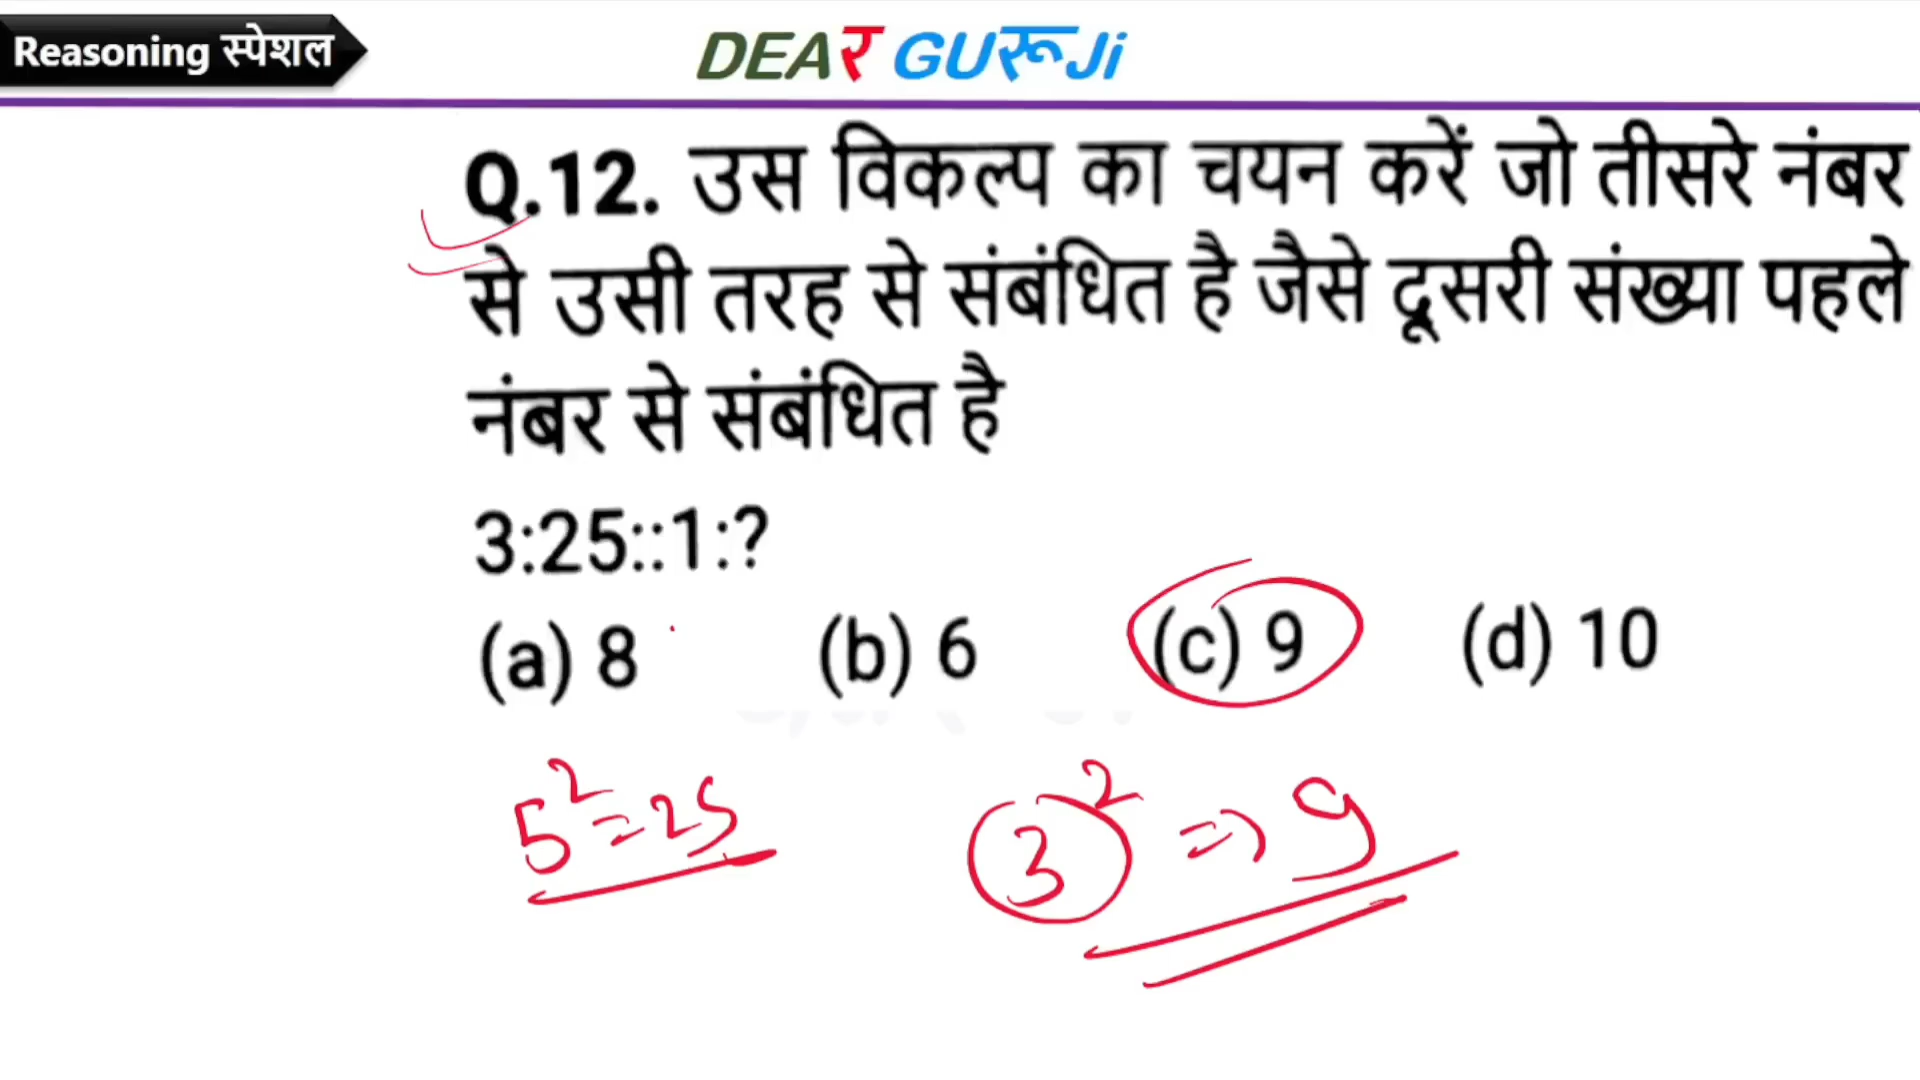 Reasoning स्पेशल
DEAर GUरूJi
Q.12. उस विकल्प का चयन करें जो तीसरे नंबर
से उसी तरह से संबंधित है जैसे दूसरी संख्या पहले
नंबर से संबंधित है
3:25::1:?
(a) 8 (b) 6 (c) 9 (d) 10
5² = 25 3² => 9